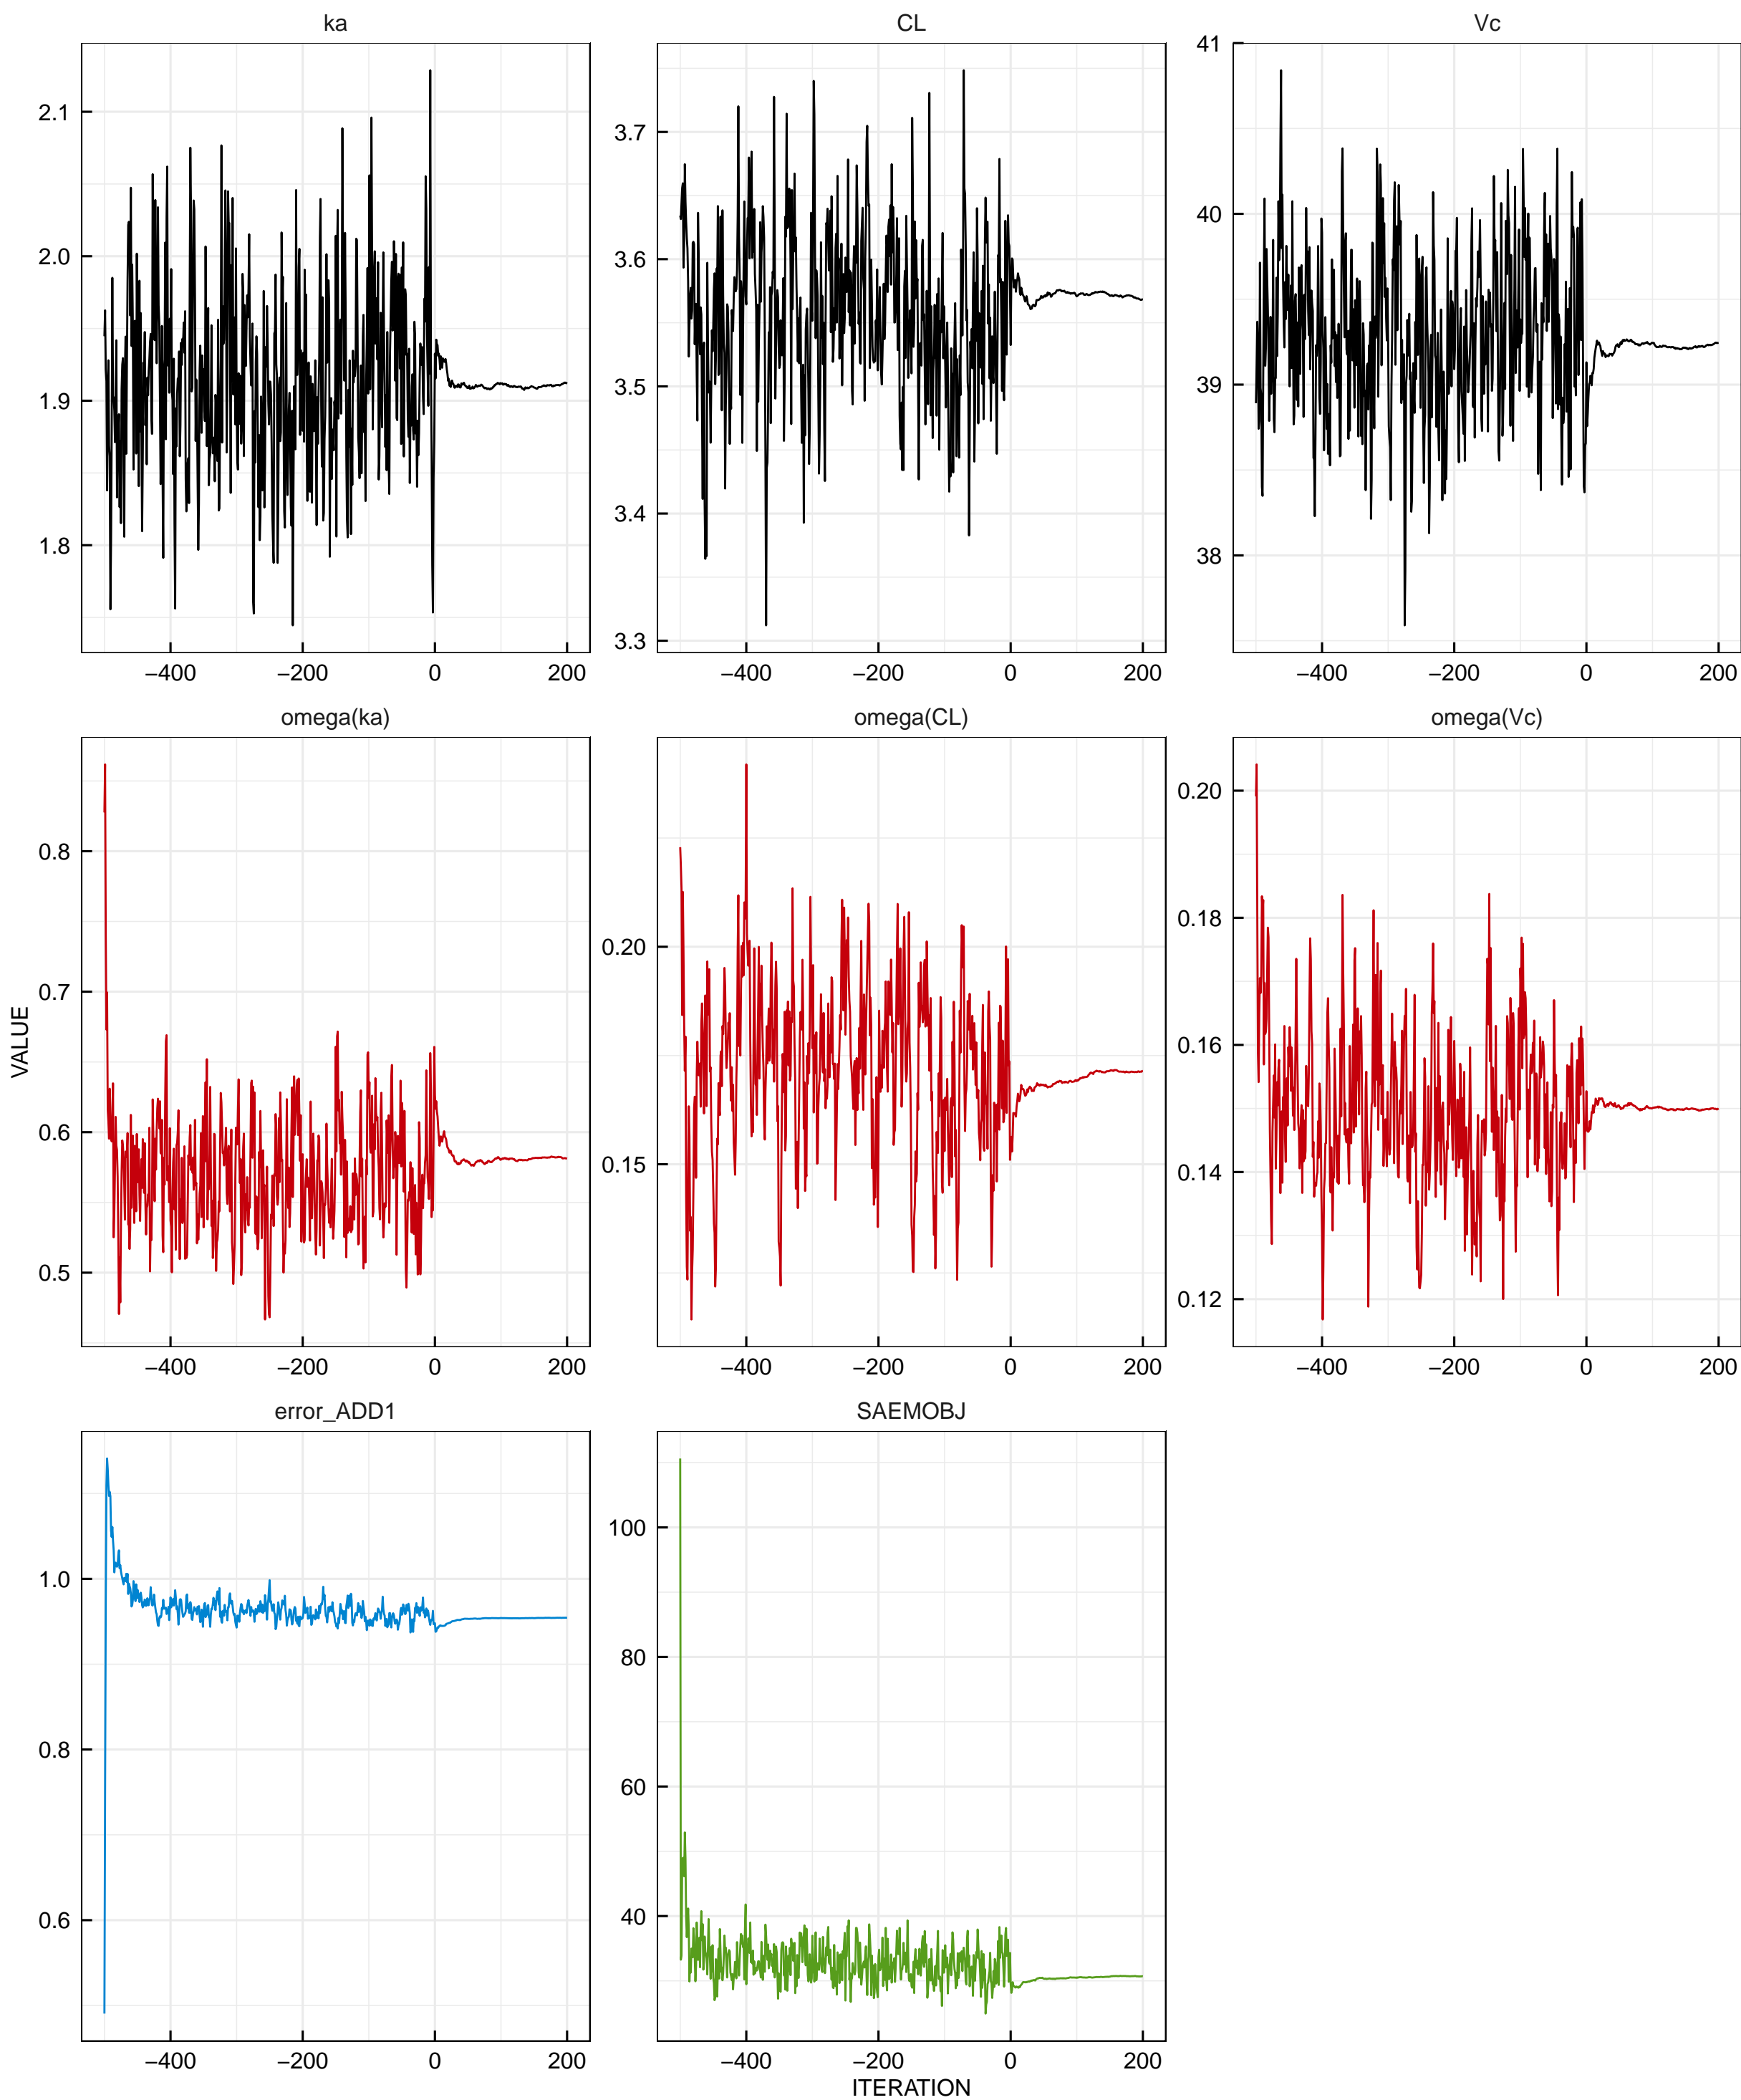 ka
CL
Vc
2.1
2.0
1.9
1.8
3.7
3.6
3.5
3.4
3.3
41
40
39
38
−400 −200 0 200
−400 −200 0 200
−400 −200 0 200
omega(ka)
omega(CL)
omega(Vc)
VALUE
0.8
0.7
0.6
0.5
0.20
0.15
0.20
0.18
0.16
0.14
0.12
−400 −200 0 200
−400 −200 0 200
−400 −200 0 200
error_ADD1
SAEMOBJ
1.0
0.8
0.6
100
80
60
40
−400 −200 0 200
−400 −200 0 200
ITERATION